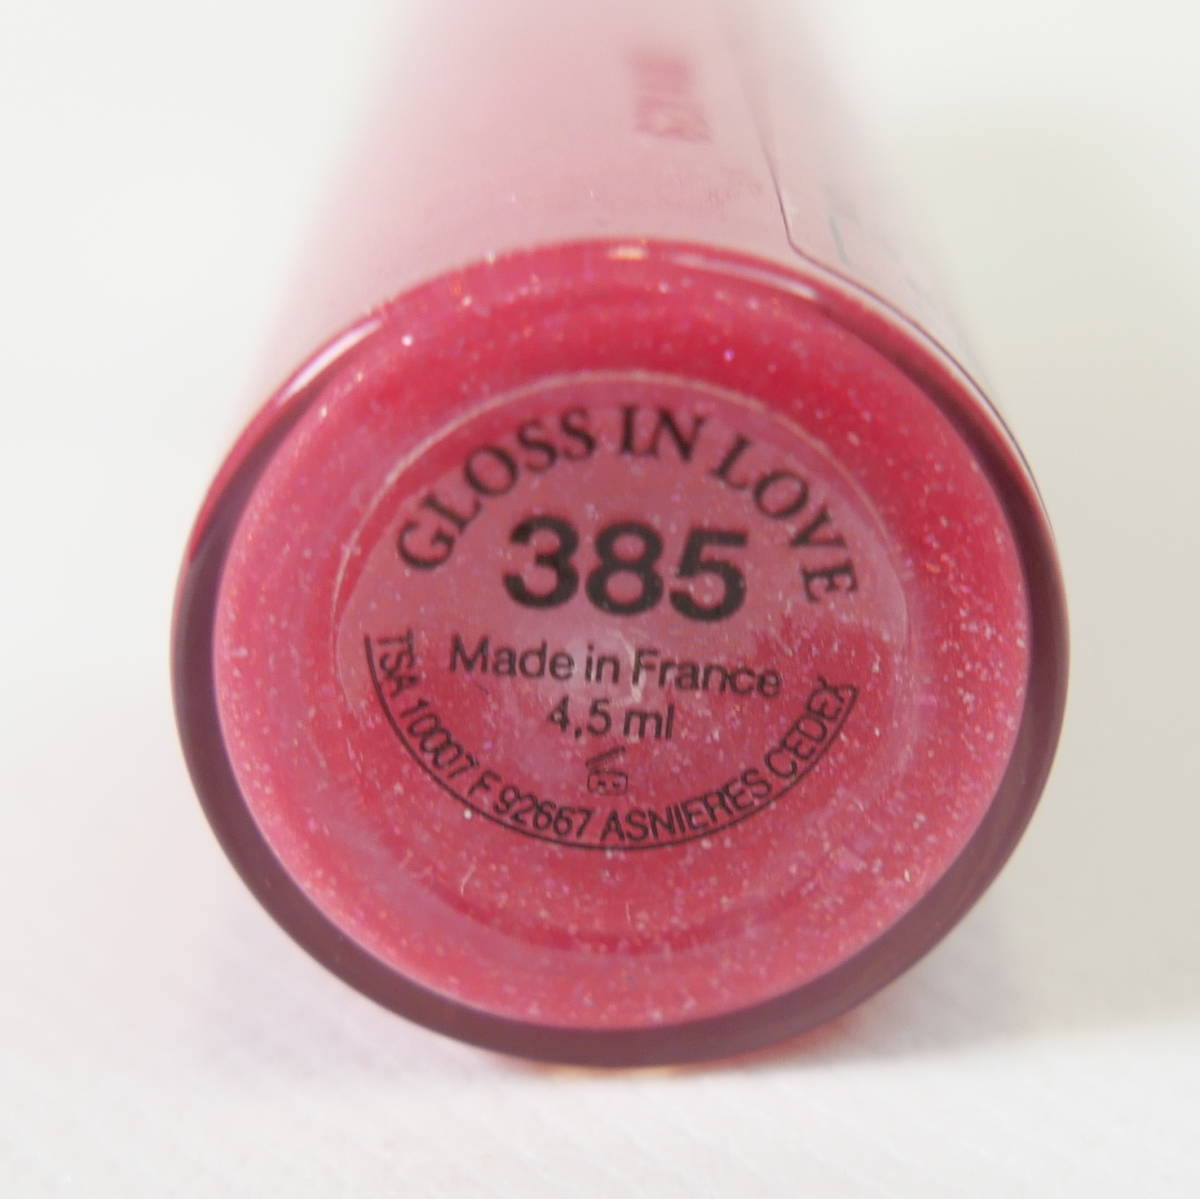 GLOSS IN LOVE
385
Made in France
4,5 ml
TSA 10007 F 92667 ASNIERES CEDEX